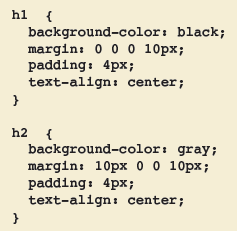 h1 {
background-color: black;
margin: 0 0 0 10px;
padding: 4px;
text-align: center;
}
h2 {
background-color: gray;
margin: 10px 0 0 10px;
padding: 4px;
text-align: center;
}